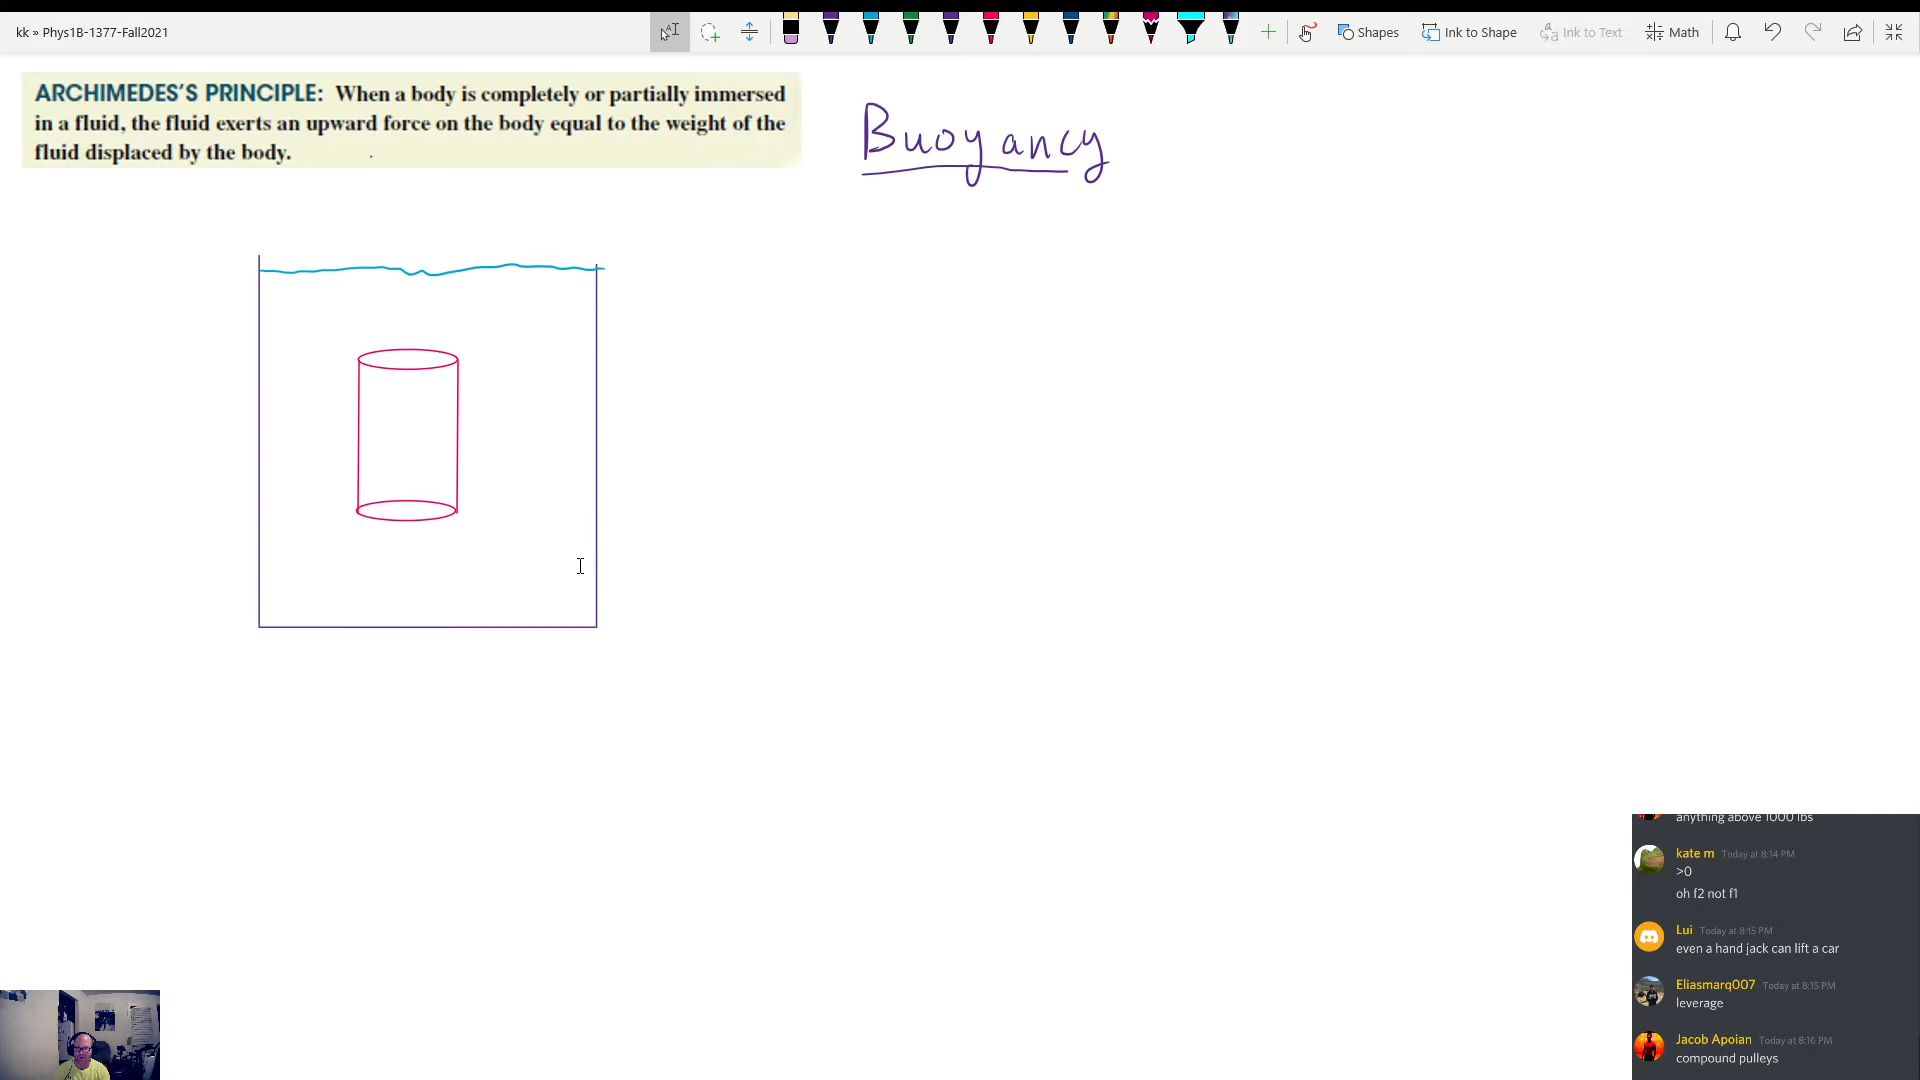 kk » Phys1B-1377-Fall2021
Shapes
Ink to Shape
Ink to Text
Math
ARCHIMEDES'S PRINCIPLE: When a body is completely or partially immersed
in a fluid, the fluid exerts an upward force on the body equal to the weight of the
fluid displaced by the body.
Buoyancy
anything above 1000 lbs
kate m Today at 8:14 PM
>0
oh f2 not f1
Lui Today at 8:15 PM
even a hand jack can lift a car
Eliasmarq007 Today at 8:15 PM
leverage
Jacob Apoian Today at 8:16 PM
compound pulleys